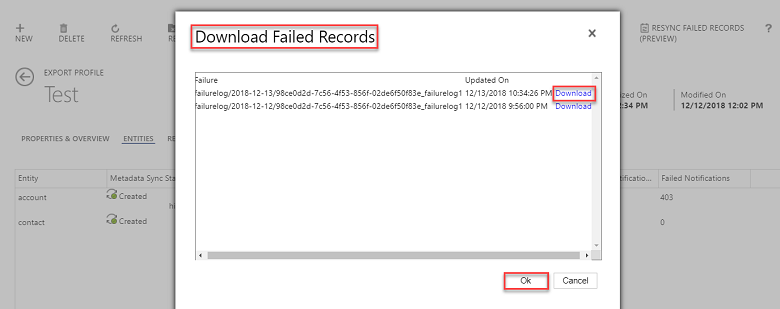 NEW
DELETE
REFRESH
RE
RESYNC FAILED RECORDS
(PREVIEW)
?
EXPORT PROFILE
Test
Modified On
2:34 PM
12/12/2018 12:02 PM
PROPERTIES & OVERVIEW
ENTITIES
RE
Entity
Metadata Sync Sta
Notificatio...
Failed Notifications
account
Created
hi
403
contact
Created
0
Download Failed Records
Failure
Updated On
failurelog/2018-12-13/98ce0d2d-7c56-4f53-856f-02de6f50f83e_failurelog1 12/13/2018 10:34:26 PM Download
failurelog/2018-12-12/98ce0d2d-7c56-4f53-856f-02de6f50f83e_failurelog1 12/12/2018 9:56:00 PM Download
Ok
Cancel